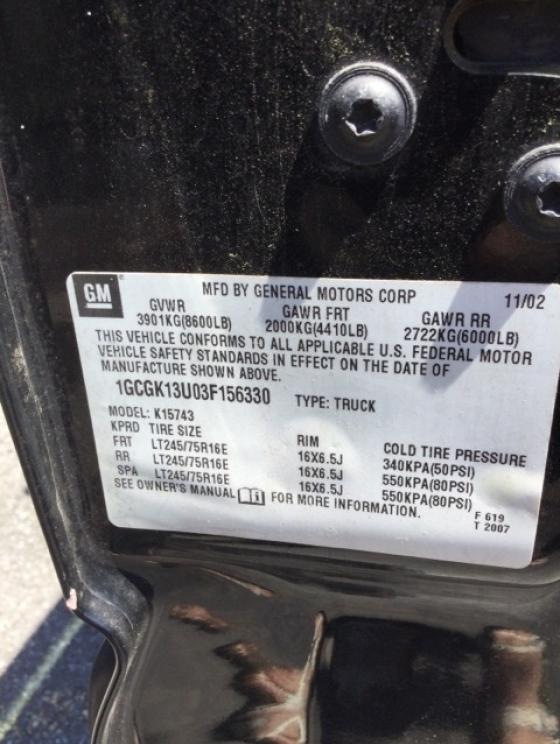 GM ® MFD BY GENERAL MOTORS CORP 11/02
GVWR GAWR FRT GAWR RR
3901KG(8600LB) 2000KG(4410LB) 2722KG(6000LB)
THIS VEHICLE CONFORMS TO ALL APPLICABLE U.S. FEDERAL MOTOR
VEHICLE SAFETY STANDARDS IN EFFECT ON THE DATE OF
MANUFACTURE SHOWN ABOVE.
1GCGK13U03F156330 TYPE: TRUCK
MODEL: K15743
KPRD TIRE SIZE RIM COLD TIRE PRESSURE
FRT LT245/75R16E 16X6.5J 340KPA(50PSI)
RR LT245/75R16E 16X6.5J 550KPA(80PSI)
SPA LT245/75R16E 16X6.5J 550KPA(80PSI)
SEE OWNER'S MANUAL FOR MORE INFORMATION.
F 619
T 2007